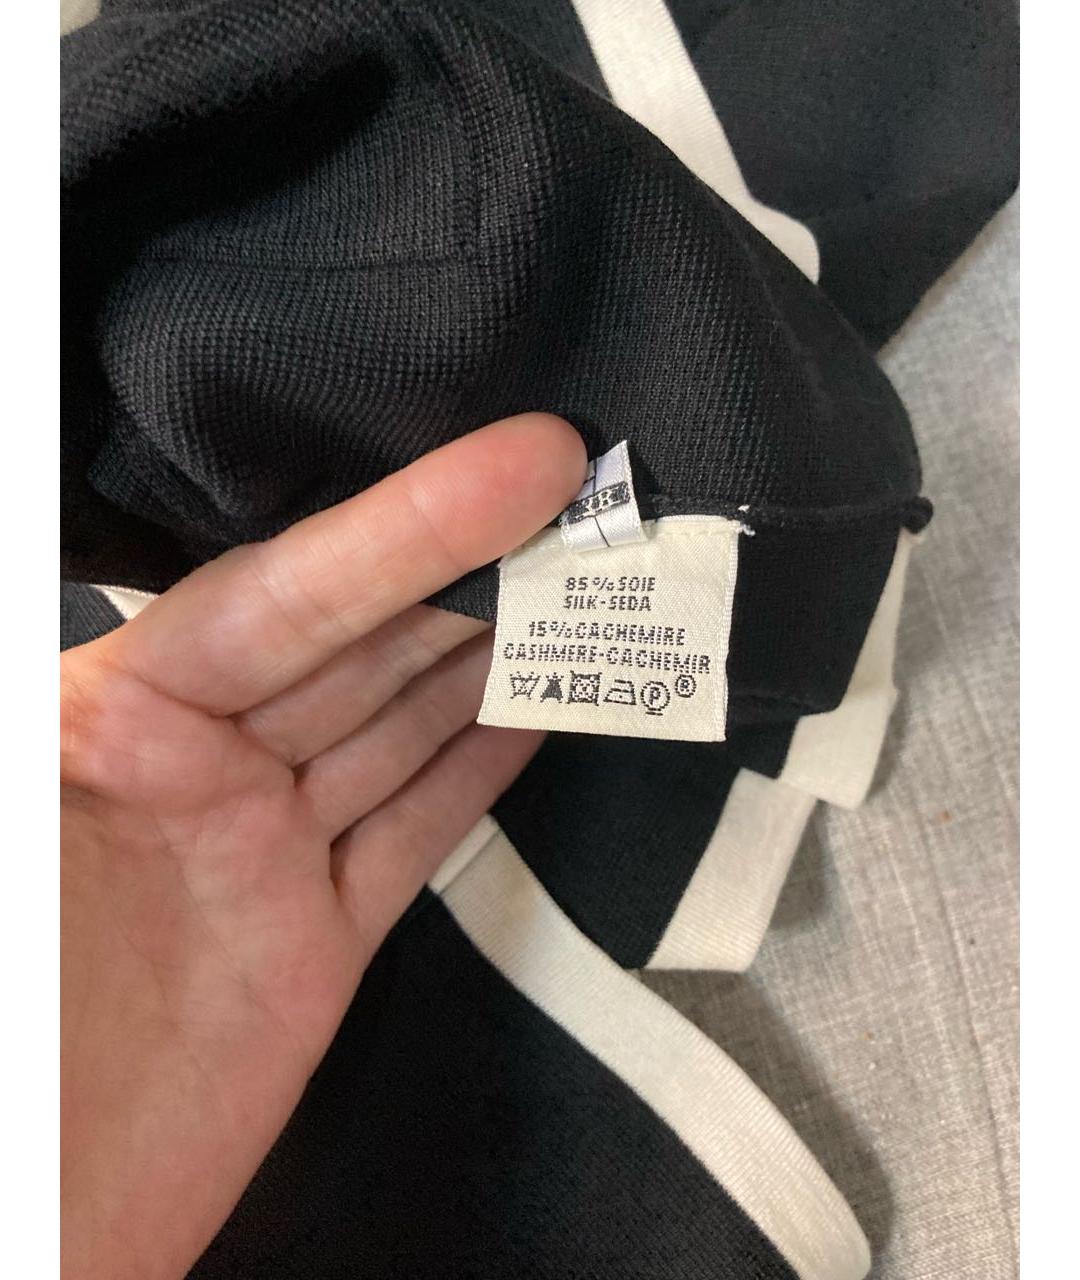 85%SOIE
SILK-SEDA
15%CACHEMIRE
CASHMERE-CACHEMIR
P ®